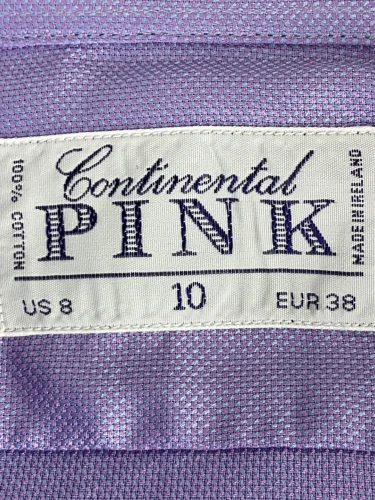 Continental
PINK
100% COTTON
MADE IN IRELAND
US 8
10
EUR 38